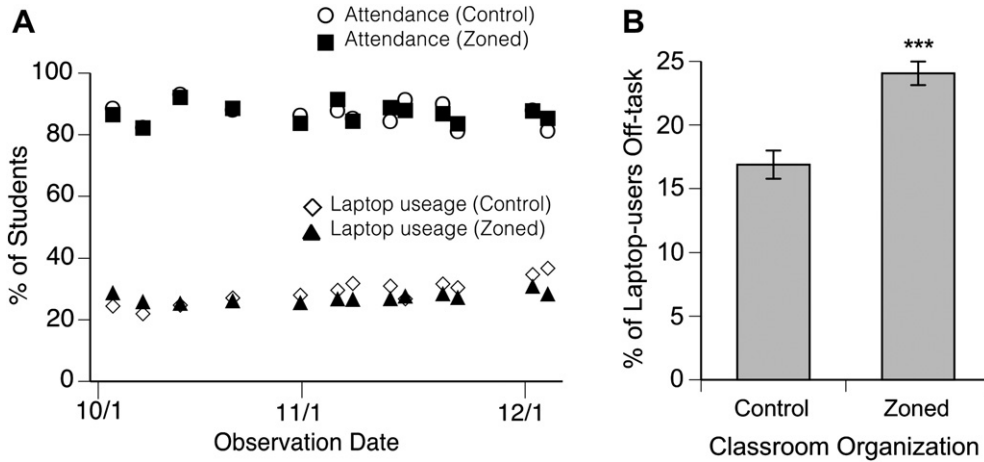 A
Attendance (Control)
Attendance (Zoned)
100
80
60
40
20
0
% of Students
Laptop useage (Control)
Laptop useage (Zoned)
10/1
11/1
12/1
Observation Date
B
***
25
20
15
10
5
0
% of Laptop-users Off-task
Control
Zoned
Classroom Organization